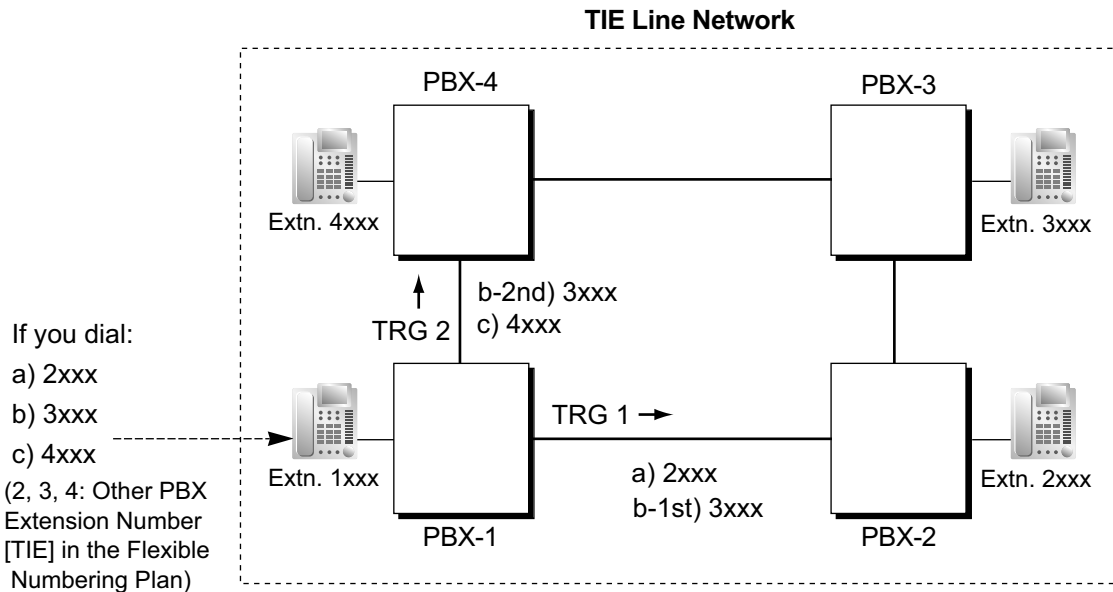 TIE Line Network
PBX-4
PBX-3
Extn. 4xxx
Extn. 3xxx
b-2nd) 3xxx
TRG 2
c) 4xxx
If you dial:
a) 2xxx
b) 3xxx
c) 4xxx
(2, 3, 4: Other PBX
Extension Number
[TIE] in the Flexible
Numbering Plan)
TRG 1
Extn. 1xxx
a) 2xxx
b-1st) 3xxx
Extn. 2xxx
PBX-1
PBX-2